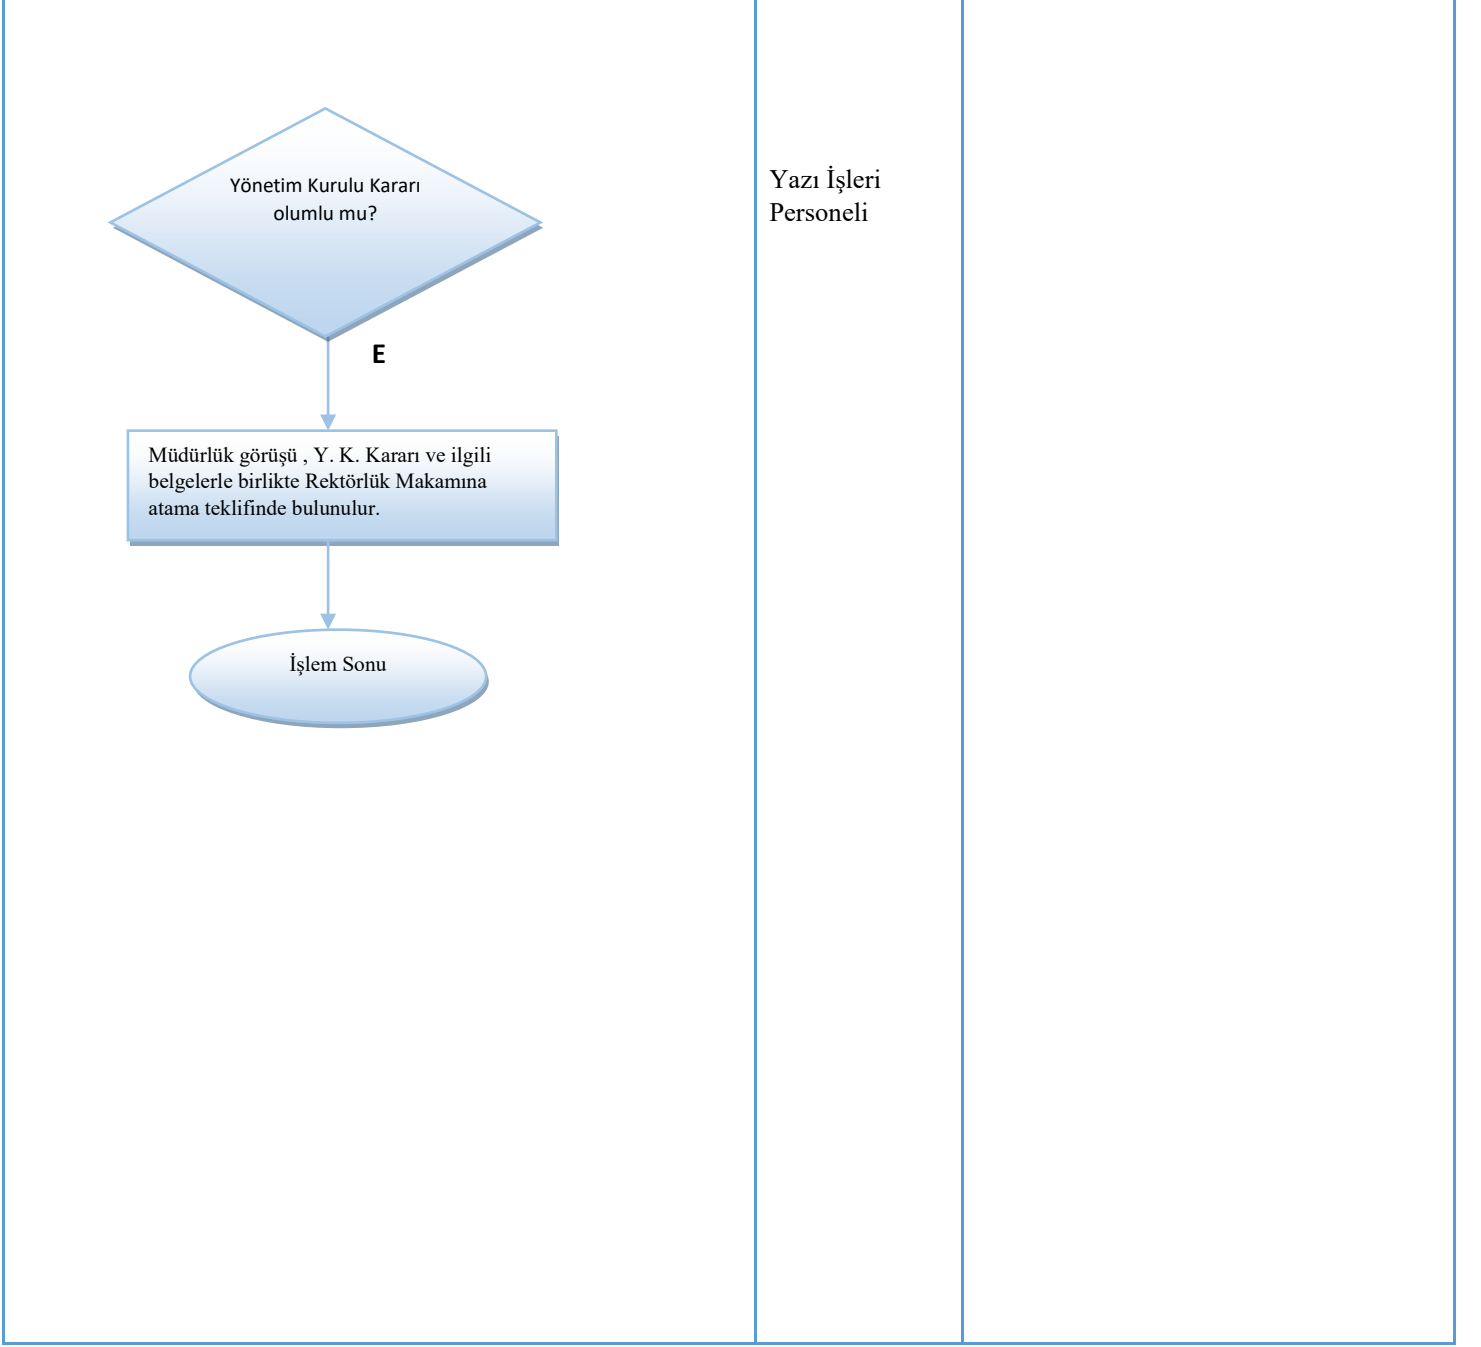 Yönetim Kurulu Kararı
olumlu mu?
E
Müdürlük görüşü , Y. K. Kararı ve ilgili
belgelerle birlikte Rektörlük Makamına
atama teklifinde bulunulur.
İşlem Sonu
Yazı İşleri
Personeli